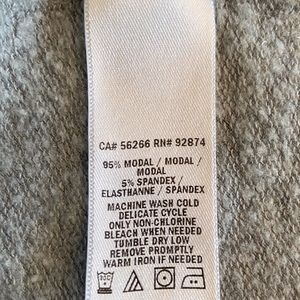 CA# 56266 RN# 92874
95% MODAL / MODAL /
MODAL
5% SPANDEX /
ELASTHANNE / SPANDEX
MACHINE WASH COLD
DELICATE CYCLE
ONLY NON-CHLORINE
BLEACH WHEN NEEDED
TUMBLE DRY LOW
REMOVE PROMPTLY
WARM IRON IF NEEDED